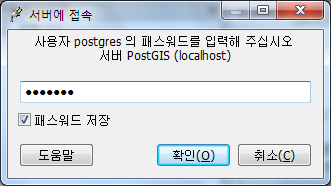 서버에 접속
사용자 postgres 의 패스워드를 입력해 주십시오
서버 PostGIS (localhost)
●●●●●●●
패스워드 저장
도움말
확인(O)
취소(C)